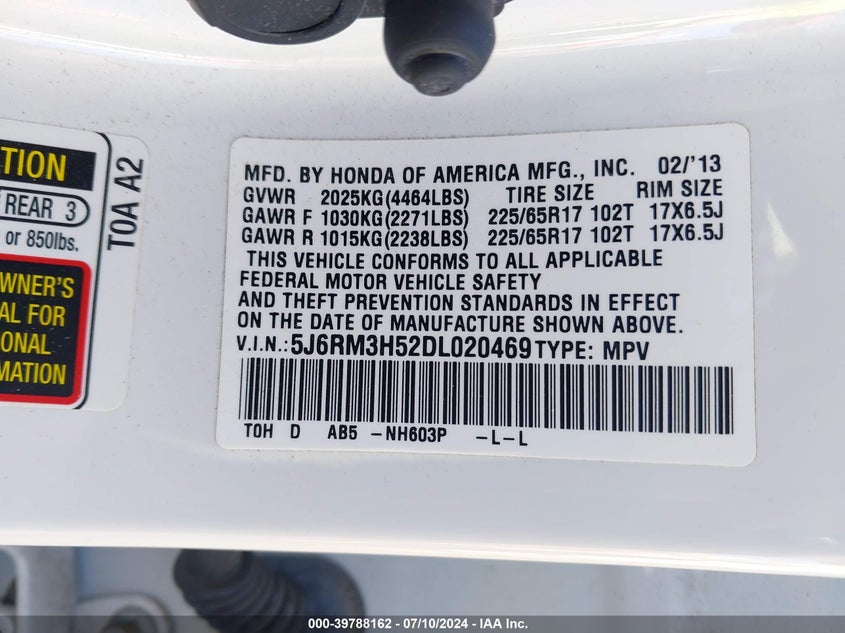 TION
REAR 3
or 850lbs.
WNER'S
AL FOR
ONAL
MATION
T0A A2
MFD. BY HONDA OF AMERICA MFG., INC. 02/'13
GVWR 2025KG(4464LBS) TIRE SIZE RIM SIZE
GAWR F 1030KG(2271LBS) 225/65R17 102T 17X6.5J
GAWR R 1015KG(2238LBS) 225/65R17 102T 17X6.5J
THIS VEHICLE CONFORMS TO ALL APPLICABLE
FEDERAL MOTOR VEHICLE SAFETY
AND THEFT PREVENTION STANDARDS IN EFFECT
ON THE DATE OF MANUFACTURE SHOWN ABOVE.
V.I.N.: 5J6RM3H52DL020469 TYPE: MPV
T0H D AB5 -NH603P -L-L
000-39788162 - 07/10/2024 - IAA Inc.